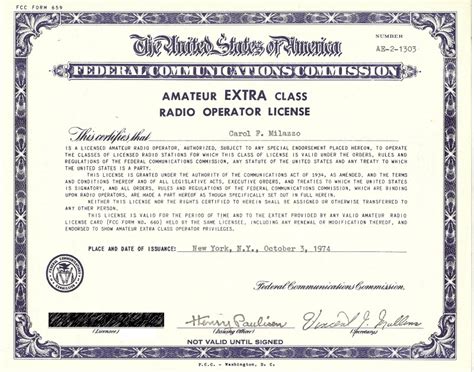 FCC FORM 659
NUMBER
AE-2-1303
The United States of America
FEDERAL COMMUNICATIONS COMMISSION
AMATEUR EXTRA CLASS
RADIO OPERATOR LICENSE
This certifies that Carol F. Milazzo
IS A LICENSED AMATEUR RADIO OPERATOR, AUTHORIZED, SUBJECT TO ANY SPECIAL ENDORSEMENT PLACED HEREON, TO OPERATE
THE CLASSES OF LICENSED RADIO STATIONS FOR WHICH THIS CLASS OF LICENSE IS VALID UNDER THE ORDERS, RULES AND
REGULATIONS OF THE FEDERAL COMMUNICATIONS COMMISSION, ANY STATUTE OF THE UNITED STATES AND ANY TREATY TO WHICH
THE UNITED STATES IS A PARTY.
THIS LICENSE IS GRANTED UNDER THE AUTHORITY OF THE COMMUNICATIONS ACT OF 1934, AS AMENDED, AND THE TERMS
AND CONDITIONS THEREOF AND OF ALL LEGISLATIVE ACTS, EXECUTIVE ORDERS, AND TREATIES TO WHICH THE UNITED STATES
IS SIGNATORY, AND ALL ORDERS, RULES AND REGULATIONS OF THE FEDERAL COMMUNICATIONS COMMISSION, WHICH ARE BINDING
UPON RADIO OPERATORS, ARE MADE A PART HEREOF AS THOUGH SPECIFICALLY SET OUT IN FULL HEREIN.
NEITHER THIS LICENSE NOR THE RIGHTS CERTIFIED TO HEREIN SHALL BE ASSIGNED OR OTHERWISE TRANSFERRED TO
ANY OTHER PERSON.
THIS LICENSE IS VALID FOR THE PERIOD OF TIME AND TO THE EXTENT PROVIDED BY ANY VALID AMATEUR RADIO
LICENSE CARD (FCC FORM No. 660) HELD BY THE SAME LICENSEE, INCLUDING ANY RENEWAL OR MODIFICATION THEREOF, AND
ENDORSED TO SHOW AMATEUR EXTRA CLASS OPERATOR PRIVILEGES.
PLACE AND DATE OF ISSUANCE: New York, N.Y., October 3, 1974
Federal Communications Commission.
Henry Paulison Vincent J. Mullins
(Licensee) (Issuing Officer) (Secretary)
NOT VALID UNTIL SIGNED
F.C.C. - Washington, D. C.